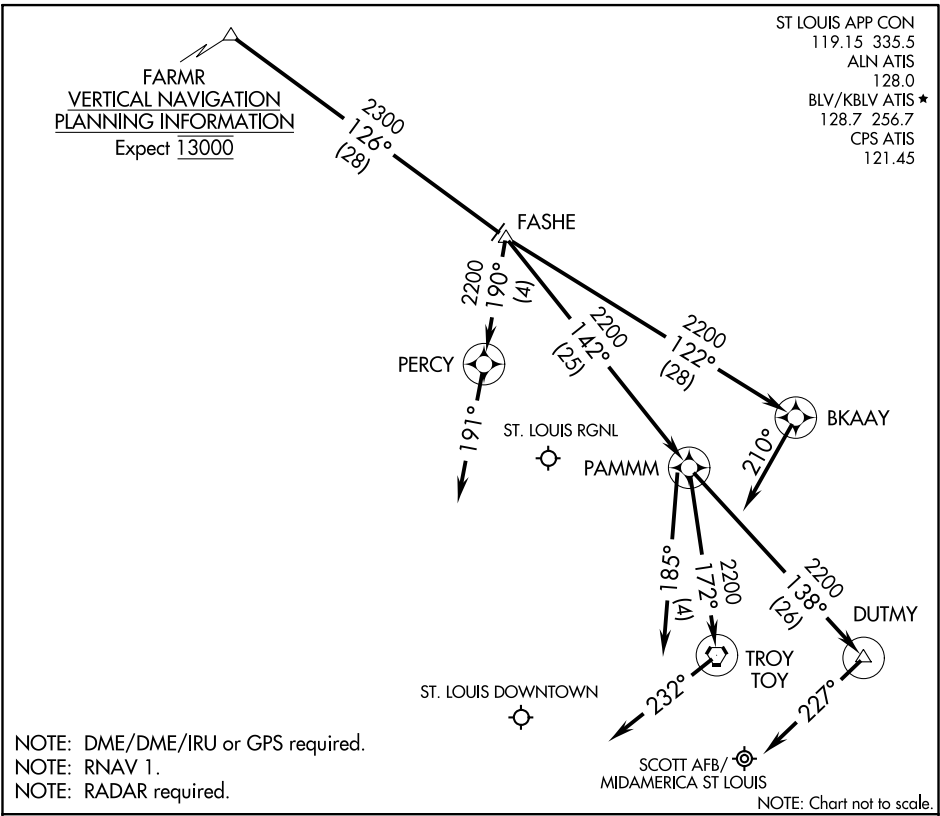 ST LOUIS APP CON
119.15 335.5
ALN ATIS
128.0
BLV/KBLV ATIS ★
128.7 256.7
CPS ATIS
121.45
FARMR
VERTICAL NAVIGATION
PLANNING INFORMATION
Expect 13000
2300
126°
(28)
FASHE
2200
190°
(4)
2200
142°
(25)
2200
122°
(28)
PERCY
191°
ST. LOUIS RGNL
PAMMM
BKAAY
210°
185°
2200
172°
(4)
2200
138°
(26)
DUTMY
TROY
TOY
232°
227°
ST. LOUIS DOWNTOWN
SCOTT AFB/
MIDAMERICA ST LOUIS
NOTE: DME/DME/IRU or GPS required.
NOTE: RNAV 1.
NOTE: RADAR required.
NOTE: Chart not to scale.